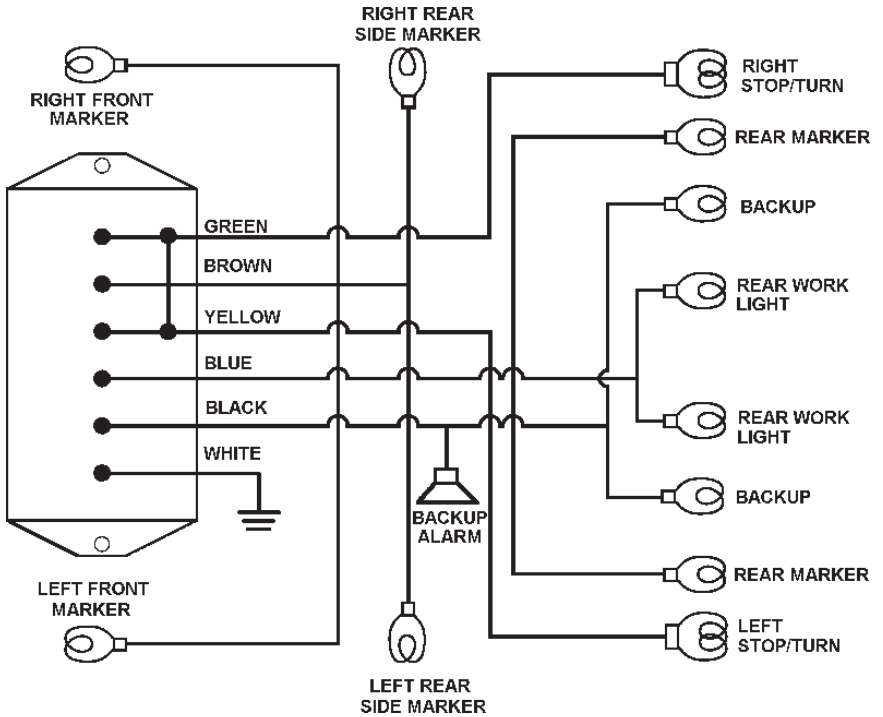 RIGHT REAR
SIDE MARKER
RIGHT FRONT
MARKER
RIGHT
STOP/TURN
REAR MARKER
BACKUP
REAR WORK
LIGHT
REAR WORK
LIGHT
BACKUP
REAR MARKER
LEFT
STOP/TURN
GREEN
BROWN
YELLOW
BLUE
BLACK
WHITE
BACKUP
ALARM
LEFT FRONT
MARKER
LEFT REAR
SIDE MARKER